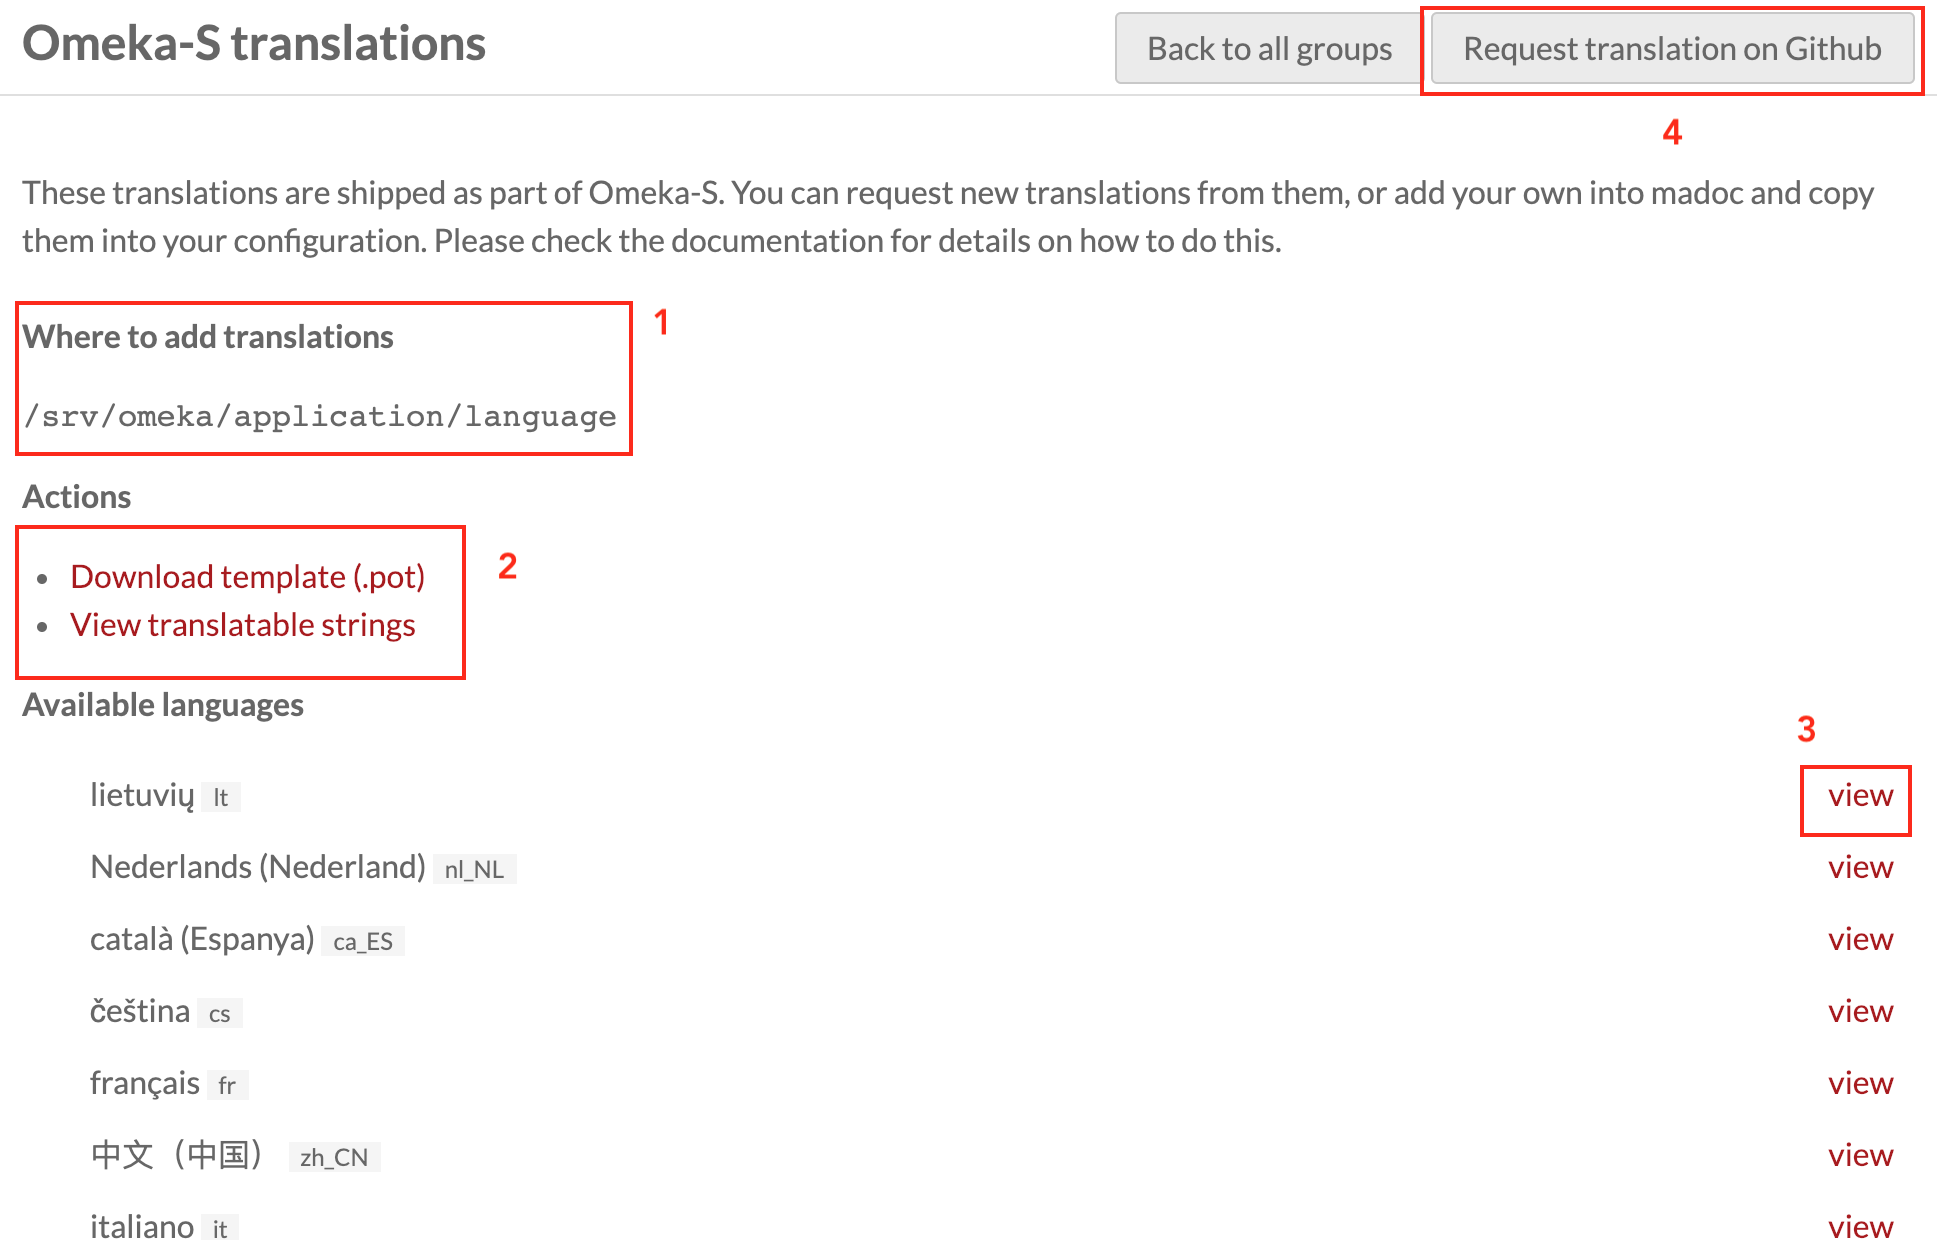 Omeka-S translations
Back to all groups
Request translation on Github
4
These translations are shipped as part of Omeka-S. You can request new translations from them, or add your own into madoc and copy
them into your configuration. Please check the documentation for details on how to do this.
1
Where to add translations
/srv/omeka/application/language
Actions
2
Download template (.pot)
View translatable strings
Available languages
3
lietuvių lt view
Nederlands (Nederland) nl_NL view
català (Espanya) ca_ES view
čeština cs view
français fr view
中文（中国） zh_CN view
italiano it view